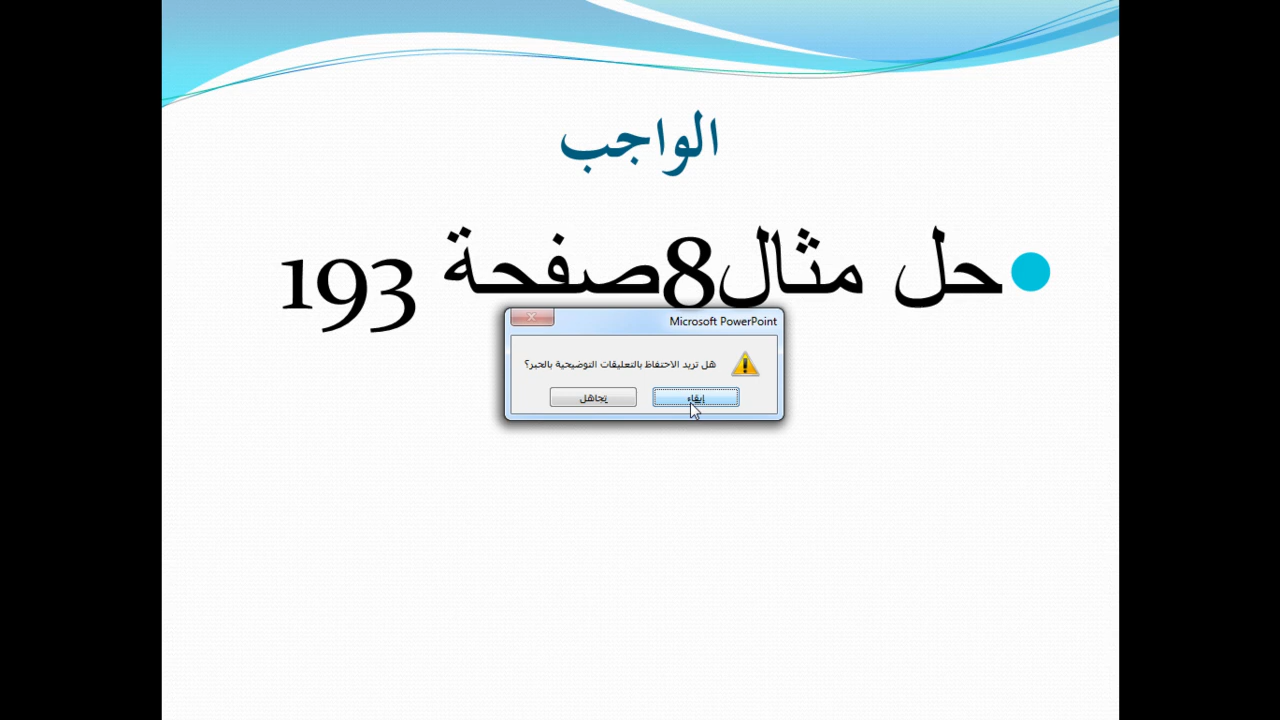 الواجب
حل مثال8صفحة 193
Microsoft PowerPoint
هل تريد الاحتفاظ بالتعليقات التوضيحية بالحبر؟
إبقاء
تجاهل